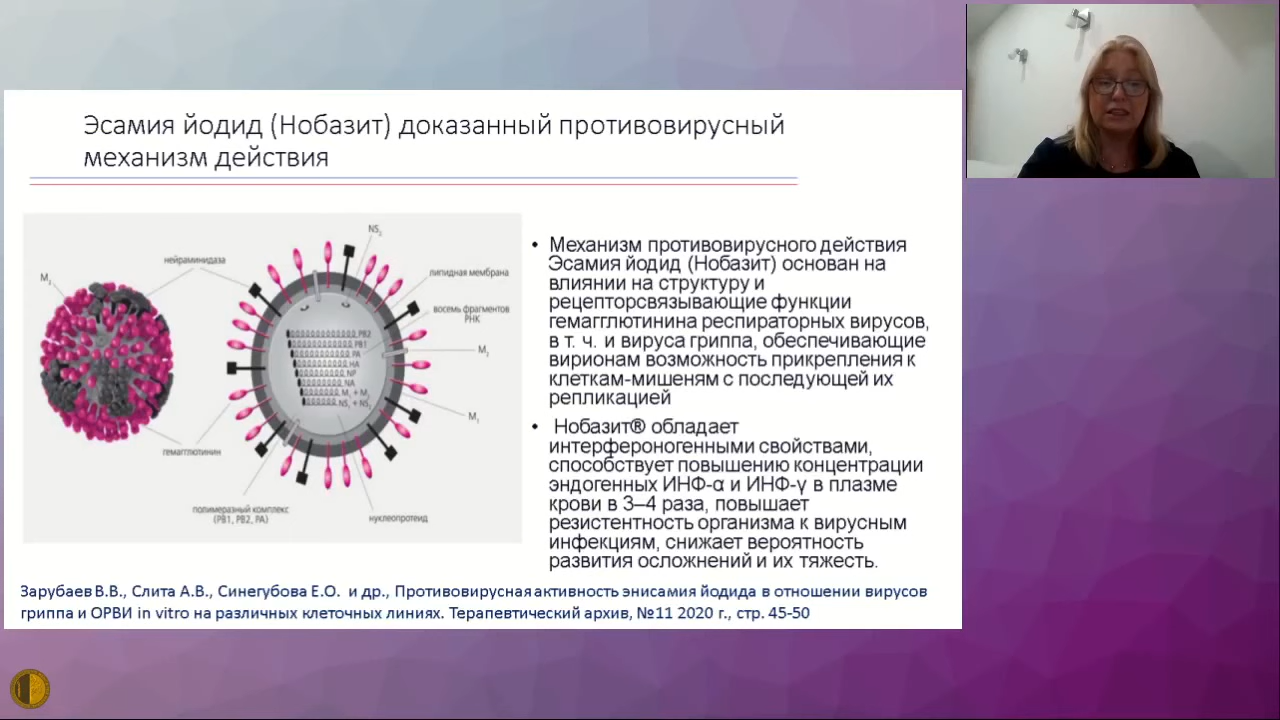 Эсамия йодид (Нобазит) доказанный противовирусный
механизм действия
NS₂
нейраминидаза
M₁
липидная мембрана
восемь фрагментов
РНК
PB2
PB1
PA
HA
NP
NA
M₁ + M₂
NS₁ + NS₂
M₂
M₁
гемагглютинин
полимеразный комплекс
(PB1, PB2, PA)
нуклеопротеид
• Механизм противовирусного действия
Эсамия йодид (Нобазит) основан на
влиянии на структуру и
рецепторсвязывающие функции
гемагглютинина респираторных вирусов,
в т. ч. и вируса гриппа, обеспечивающие
вирионам возможность прикрепления к
клеткам-мишеням с последующей их
репликацией
• Нобазит® обладает
интерфероногенными свойствами,
способствует повышению концентрации
эндогенных ИНФ-α и ИНФ-γ в плазме
крови в 3–4 раза, повышает
резистентность организма к вирусным
инфекциям, снижает вероятность
развития осложнений и их тяжесть.
Зарубаев В.В., Слита А.В., Синегубова Е.О. и др., Противовирусная активность энисамия йодида в отношении вирусов
гриппа и ОРВИ in vitro на различных клеточных линиях. Терапевтический архив, №11 2020 г., стр. 45-50